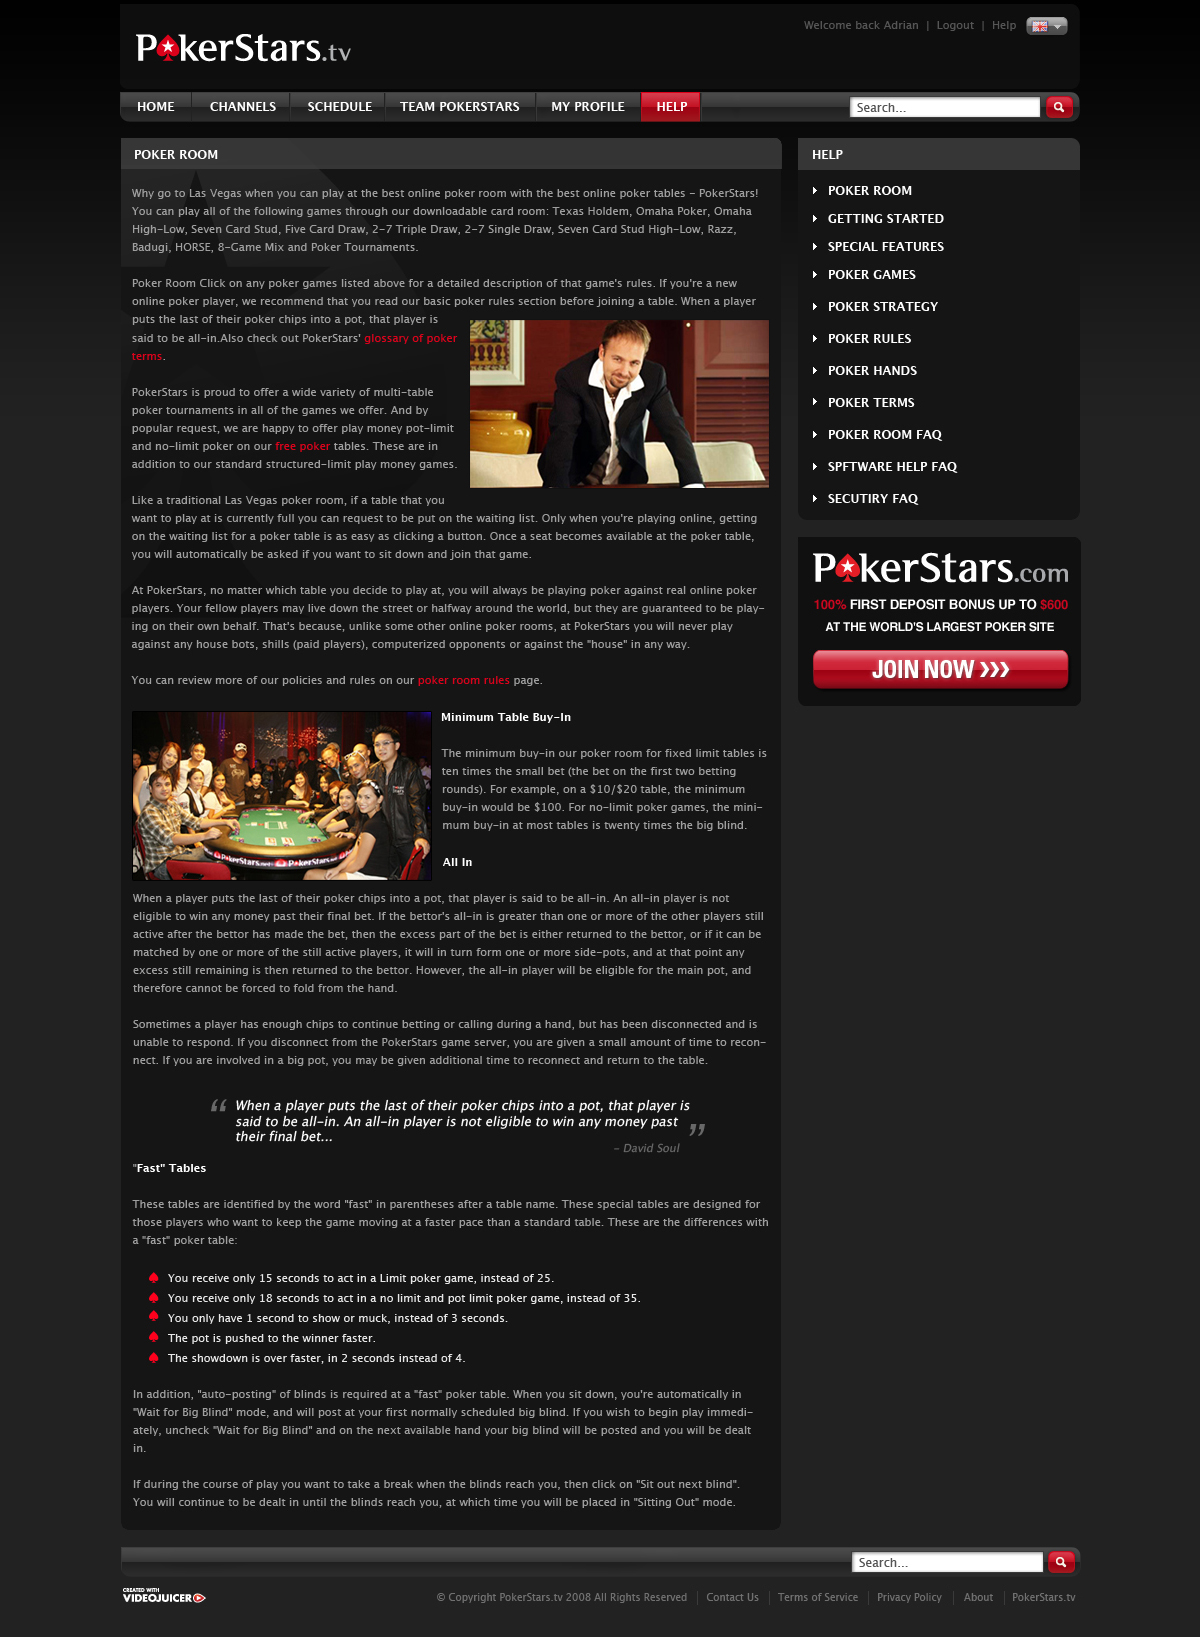 PokerStars.tv
Welcome back Adrian | Logout | Help
HOME CHANNELS SCHEDULE TEAM POKERSTARS MY PROFILE HELP Search...
POKER ROOM
Why go to Las Vegas when you can play at the best online poker room with the best online poker tables - PokerStars!
You can play all of the following games through our downloadable card room: Texas Holdem, Omaha Poker, Omaha
High-Low, Seven Card Stud, Five Card Draw, 2-7 Triple Draw, 2-7 Single Draw, Seven Card Stud High-Low, Razz,
Badugi, HORSE, 8-Game Mix and Poker Tournaments.
Poker Room Click on any poker games listed above for a detailed description of that game's rules. If you're a new
online poker player, we recommend that you read our basic poker rules section before joining a table. When a player
puts the last of their poker chips into a pot, that player is
said to be all-in.Also check out PokerStars' glossary of poker
terms.
PokerStars is proud to offer a wide variety of multi-table
poker tournaments in all of the games we offer. And by
popular request, we are happy to offer play money pot-limit
and no-limit poker on our free poker tables. These are in
addition to our standard structured-limit play money games.
Like a traditional Las Vegas poker room, if a table that you
want to play at is currently full you can request to be put on the waiting list. Only when you're playing online, getting
on the waiting list for a poker table is as easy as clicking a button. Once a seat becomes available at the poker table,
you will automatically be asked if you want to sit down and join that game.
At PokerStars, no matter which table you decide to play at, you will always be playing poker against real online poker
players. Your fellow players may live down the street or halfway around the world, but they are guaranteed to be play-
ing on their own behalf. That's because, unlike some other online poker rooms, at PokerStars you will never play
against any house bots, shills (paid players), computerized opponents or against the "house" in any way.
You can review more of our policies and rules on our poker room rules page.
PokerStars PokerStars
Minimum Table Buy-In
The minimum buy-in our poker room for fixed limit tables is
ten times the small bet (the bet on the first two betting
rounds). For example, on a $10/$20 table, the minimum
buy-in would be $100. For no-limit poker games, the mini-
mum buy-in at most tables is twenty times the big blind.
All In
When a player puts the last of their poker chips into a pot, that player is said to be all-in. An all-in player is not
eligible to win any money past their final bet. If the bettor's all-in is greater than one or more of the other players still
active after the bettor has made the bet, then the excess part of the bet is either returned to the bettor, or if it can be
matched by one or more of the still active players, it will in turn form one or more side-pots, and at that point any
excess still remaining is then returned to the bettor. However, the all-in player will be eligible for the main pot, and
therefore cannot be forced to fold from the hand.
Sometimes a player has enough chips to continue betting or calling during a hand, but has been disconnected and is
unable to respond. If you disconnect from the PokerStars game server, you are given a small amount of time to recon-
nect. If you are involved in a big pot, you may be given additional time to reconnect and return to the table.
“ When a player puts the last of their poker chips into a pot, that player is
said to be all-in. An all-in player is not eligible to win any money past
their final bet... ”
- David Soul
"Fast" Tables
These tables are identified by the word "fast" in parentheses after a table name. These special tables are designed for
those players who want to keep the game moving at a faster pace than a standard table. These are the differences with
a "fast" poker table:
You receive only 15 seconds to act in a Limit poker game, instead of 25.
You receive only 18 seconds to act in a no limit and pot limit poker game, instead of 35.
You only have 1 second to show or muck, instead of 3 seconds.
The pot is pushed to the winner faster.
The showdown is over faster, in 2 seconds instead of 4.
In addition, "auto-posting" of blinds is required at a "fast" poker table. When you sit down, you're automatically in
"Wait for Big Blind" mode, and will post at your first normally scheduled big blind. If you wish to begin play immedi-
ately, uncheck "Wait for Big Blind" and on the next available hand your big blind will be posted and you will be dealt
in.
If during the course of play you want to take a break when the blinds reach you, then click on "Sit out next blind".
You will continue to be dealt in until the blinds reach you, at which time you will be placed in "Sitting Out" mode.
HELP
POKER ROOM
GETTING STARTED
SPECIAL FEATURES
POKER GAMES
POKER STRATEGY
POKER RULES
POKER HANDS
POKER TERMS
POKER ROOM FAQ
SPFTWARE HELP FAQ
SECUTIRY FAQ
PokerStars.com
100% FIRST DEPOSIT BONUS UP TO $600
AT THE WORLD'S LARGEST POKER SITE
JOIN NOW
Search...
CREATED WITH
VIDEOJUICER
© Copyright PokerStars.tv 2008 All Rights Reserved | Contact Us | Terms of Service | Privacy Policy | About | PokerStars.tv